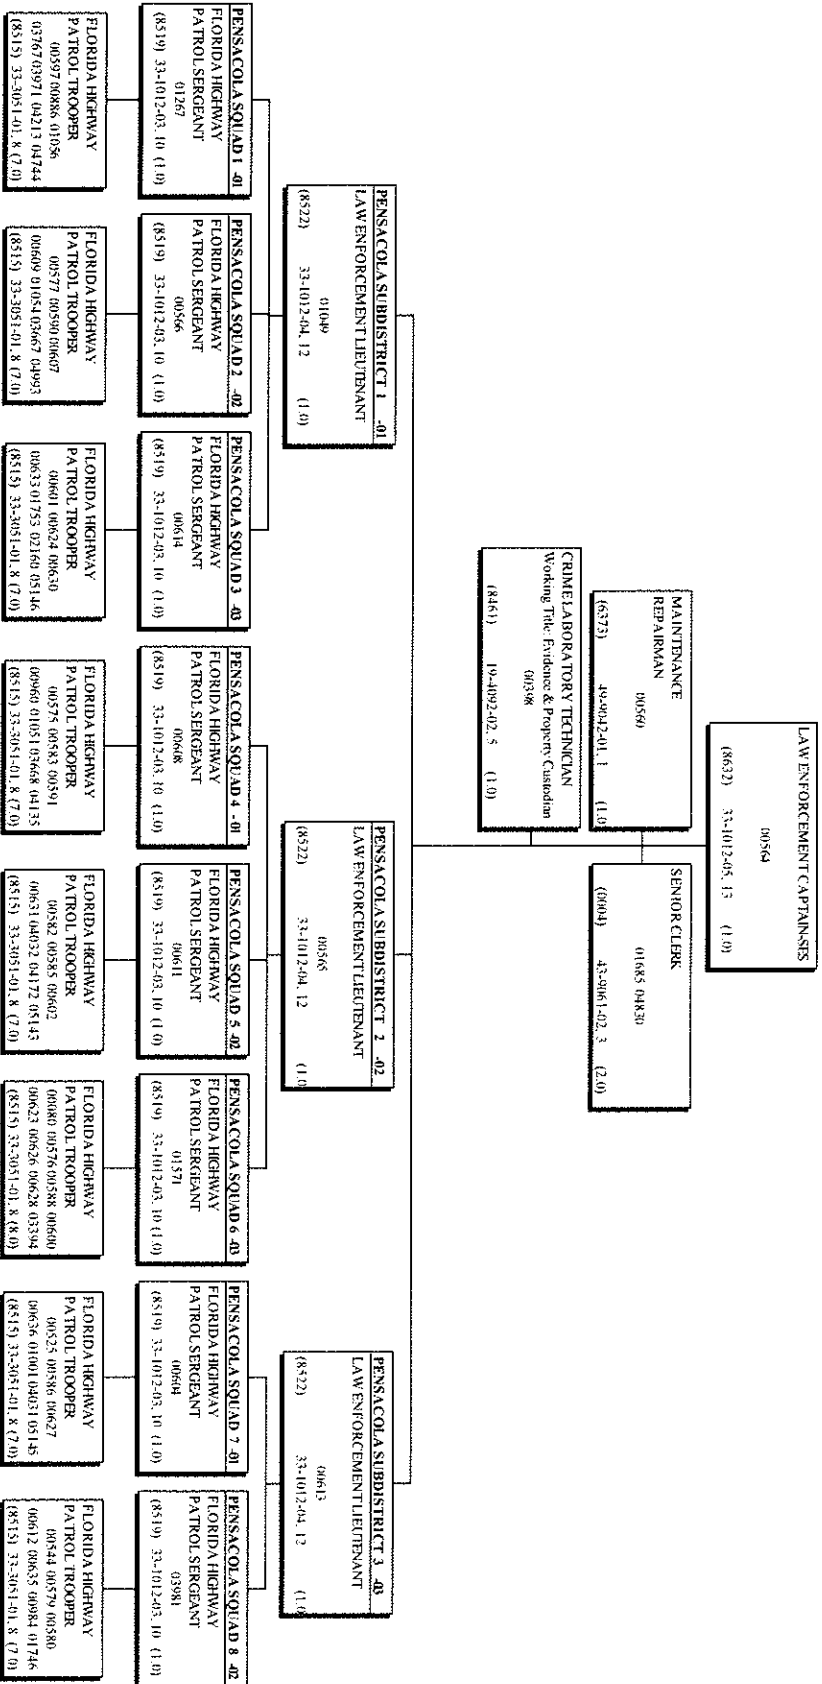 LAW ENFORCEMENT CAPTAIN-SES
00564
(8632) 33-1012-05, 13 (1.0)
MAINTENANCE
REPAIRMAN
00560
(6373) 49-9042-01, 1 (1.0)
SENIOR CLERK
01685 04830
(0004) 43-9061-02, 3 (2.0)
CRIME LABORATORY TECHNICIAN
Working Title: Evidence & Property Custodian
00398
(8461) 19-4092-02, 5 (1.0)
PENSACOLA SUBDISTRICT 1 -01
LAW ENFORCEMENT LIEUTENANT
01049
(8522) 33-1012-04, 12 (1.0)
PENSACOLA SUBDISTRICT 2 -02
LAW ENFORCEMENT LIEUTENANT
00565
(8522) 33-1012-04, 12 (1.0)
PENSACOLA SUBDISTRICT 3 -03
LAW ENFORCEMENT LIEUTENANT
00613
(8522) 33-1012-04, 12 (1.0)
PENSACOLA SQUAD 1 -01
FLORIDA HIGHWAY
PATROL SERGEANT
01267
(8519) 33-1012-03, 10 (1.0)
PENSACOLA SQUAD 2 -02
FLORIDA HIGHWAY
PATROL SERGEANT
00566
(8519) 33-1012-03, 10 (1.0)
PENSACOLA SQUAD 3 -03
FLORIDA HIGHWAY
PATROL SERGEANT
00614
(8519) 33-1012-03, 10 (1.0)
PENSACOLA SQUAD 4 -01
FLORIDA HIGHWAY
PATROL SERGEANT
00608
(8519) 33-1012-03, 10 (1.0)
PENSACOLA SQUAD 5 -02
FLORIDA HIGHWAY
PATROL SERGEANT
00611
(8519) 33-1012-03, 10 (1.0)
PENSACOLA SQUAD 6 -03
FLORIDA HIGHWAY
PATROL SERGEANT
01571
(8519) 33-1012-03, 10 (1.0)
PENSACOLA SQUAD 7 -01
FLORIDA HIGHWAY
PATROL SERGEANT
00604
(8519) 33-1012-03, 10 (1.0)
PENSACOLA SQUAD 8 -02
FLORIDA HIGHWAY
PATROL SERGEANT
03981
(8519) 33-1012-03, 10 (1.0)
FLORIDA HIGHWAY
PATROL TROOPER
00597 00886 01056
03767 03971 04213 04744
(8515) 33-3051-01, 8 (7.0)
FLORIDA HIGHWAY
PATROL TROOPER
00577 00590 00607
00609 01054 03667 04993
(8515) 33-3051-01, 8 (7.0)
FLORIDA HIGHWAY
PATROL TROOPER
00601 00624 00630
00633 01753 02160 05146
(8515) 33-3051-01, 8 (7.0)
FLORIDA HIGHWAY
PATROL TROOPER
00575 00583 00591
00960 01051 03668 04135
(8515) 33-3051-01, 8 (7.0)
FLORIDA HIGHWAY
PATROL TROOPER
00582 00585 00602
00631 04032 04172 05143
(8515) 33-3051-01, 8 (7.0)
FLORIDA HIGHWAY
PATROL TROOPER
00080 00576 00588 00600
00623 00626 00628 03394
(8515) 33-3051-01, 8 (8.0)
FLORIDA HIGHWAY
PATROL TROOPER
00525 00586 00627
00636 01001 04031 05145
(8515) 33-3051-01, 8 (7.0)
FLORIDA HIGHWAY
PATROL TROOPER
00544 00579 00580
00612 00635 00984 01746
(8515) 33-3051-01, 8 (7.0)